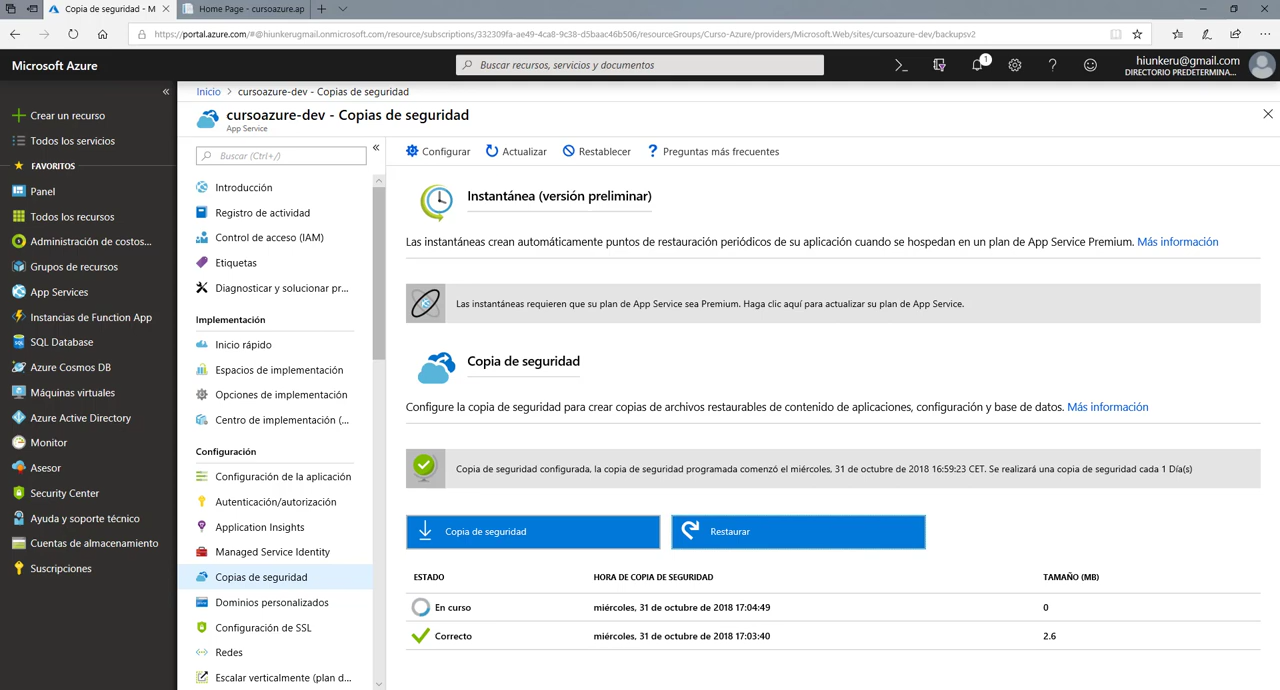 Copia de seguridad - M
Home Page - cursoazure.ap
https://portal.azure.com/#@hiunkerugmail.onmicrosoft.com/resource/subscriptions/332309fa-ae49-4ca8-9c38-d5baac46b506/resourceGroups/Curso-Azure/providers/Microsoft.Web/sites/cursoazure-dev/backupsv2
Microsoft Azure
Buscar recursos, servicios y documentos
1
hiunkeru@gmail.com
DIRECTORIO PREDETERMINA...
Crear un recurso
Todos los servicios
FAVORITOS
Panel
Todos los recursos
Administración de costos...
Grupos de recursos
App Services
Instancias de Function App
SQL Database
Azure Cosmos DB
Máquinas virtuales
Azure Active Directory
Monitor
Asesor
Security Center
Ayuda y soporte técnico
Cuentas de almacenamiento
Suscripciones
Inicio > cursoazure-dev - Copias de seguridad
cursoazure-dev - Copias de seguridad
App Service
Buscar (Ctrl+/)
Introducción
Registro de actividad
Control de acceso (IAM)
Etiquetas
Diagnosticar y solucionar pr...
Implementación
Inicio rápido
Espacios de implementación
Opciones de implementación
Centro de implementación (...
Configuración
Configuración de la aplicación
Autenticación/autorización
Application Insights
Managed Service Identity
Copias de seguridad
Dominios personalizados
Configuración de SSL
Redes
Escalar verticalmente (plan d...
Configurar
Actualizar
Restablecer
Preguntas más frecuentes
Instantánea (versión preliminar)
Las instantáneas crean automáticamente puntos de restauración periódicos de su aplicación cuando se hospedan en un plan de App Service Premium. Más información
Las instantáneas requieren que su plan de App Service sea Premium. Haga clic aquí para actualizar su plan de App Service.
Copia de seguridad
Configure la copia de seguridad para crear copias de archivos restaurables de contenido de aplicaciones, configuración y base de datos. Más información
Copia de seguridad configurada, la copia de seguridad programada comenzó el miércoles, 31 de octubre de 2018 16:59:23 CET. Se realizará una copia de seguridad cada 1 Día(s)
Copia de seguridad
Restaurar
ESTADO
HORA DE COPIA DE SEGURIDAD
TAMAÑO (MB)
En curso
miércoles, 31 de octubre de 2018 17:04:49
0
Correcto
miércoles, 31 de octubre de 2018 17:03:40
2.6